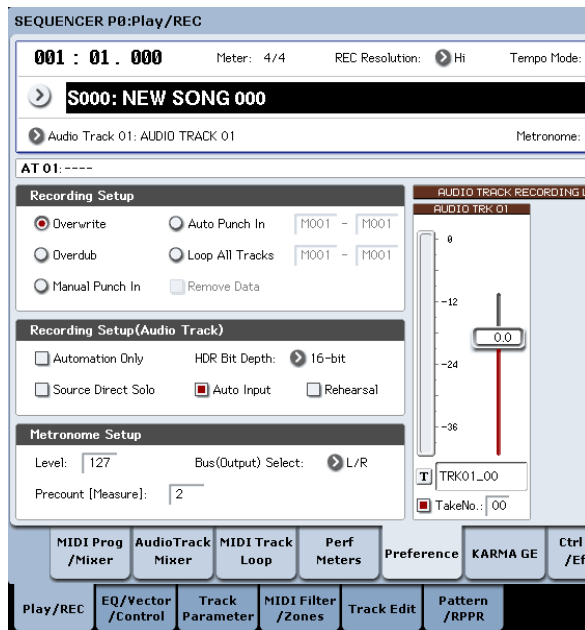 SEQUENCER P0:Play/REC
001 : 01 . 000 Meter: 4/4 REC Resolution: Hi Tempo Mode:
S000: NEW SONG 000
Audio Track 01: AUDIO TRACK 01 Metronome:
AT 01:----
Recording Setup
Overwrite Auto Punch In M001 - M001
Overdub Loop All Tracks M001 - M001
Manual Punch In Remove Data
Recording Setup(Audio Track)
Automation Only HDR Bit Depth: 16-bit
Source Direct Solo Auto Input Rehearsal
Metronome Setup
Level: 127 Bus(Output) Select: L/R
Precount [Measure]: 2
AUDIO TRACK RECORDING L
AUDIO TRK 01
0
-12
0.0
-24
-36
T TRK01_00
TakeNo.: 00
MIDI Prog /Mixer
AudioTrack Mixer
MIDI Track Loop
Perf Meters
Preference
KARMA GE
Ctrl /Ef
Play/REC
EQ/Vector /Control
Track Parameter
MIDI Filter /Zones
Track Edit
Pattern /RPPR